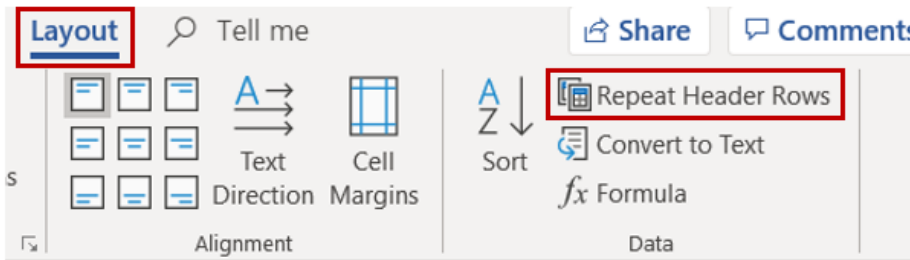 Layout Tell me Share Comments
Repeat Header Rows
A
A
Z
Convert to Text
Text Cell Sort
s
Direction Margins
fx Formula
Alignment Data